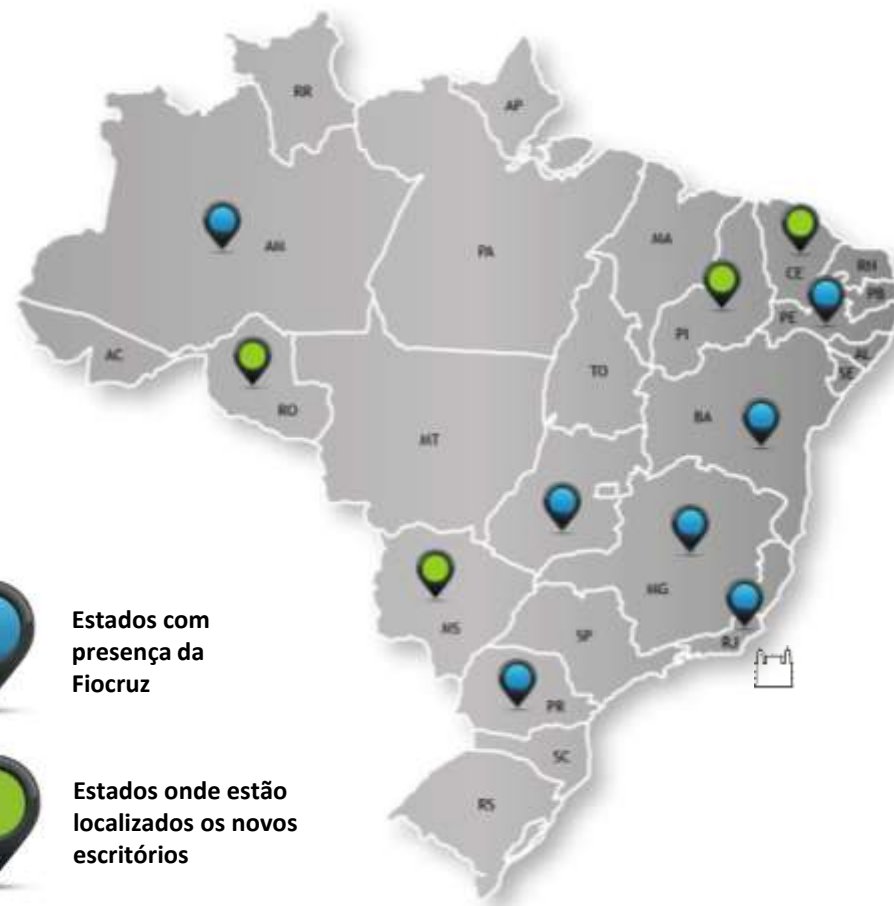 RR
AP
AM
PA
MA
CE
RN
PB
PE
PI
AL
SE
AC
TO
RO
BA
MT
MG
MS
SP
RJ
PR
SC
RS
Estados com
presença da
Fiocruz
Estados onde estão
localizados os novos
escritórios